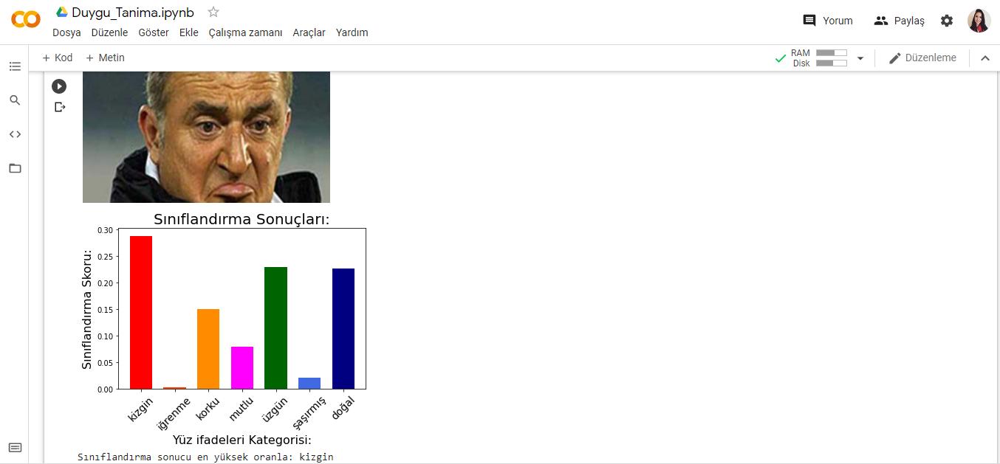 Duygu_Tanima.ipynb
Dosya Düzenle Göster Ekle Çalışma zamanı Araçlar Yardım
Yorum Paylaş
+ Kod + Metin
RAM
Disk
Düzenleme
Sınıflandırma Sonuçları:
Sınıflandırma Skoru:
0.30
0.25
0.20
0.15
0.10
0.05
0.00
kizgin iğrenme korku mutlu üzgün şaşırmış doğal
Yüz ifadeleri Kategorisi:
Sınıflandırma sonucu en yüksek oranla: kizgin